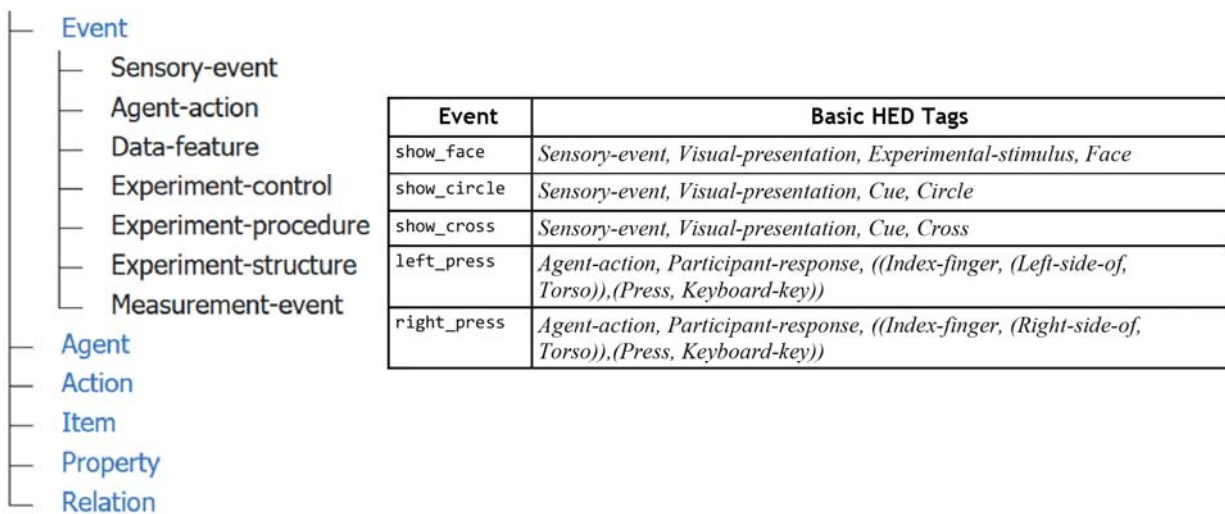 Event
Sensory-event
Agent-action
Data-feature
Experiment-control
Experiment-procedure
Experiment-structure
Measurement-event
Agent
Action
Item
Property
Relation
Event Basic HED Tags
show_face Sensory-event, Visual-presentation, Experimental-stimulus, Face
show_circle Sensory-event, Visual-presentation, Cue, Circle
show_cross Sensory-event, Visual-presentation, Cue, Cross
left_press Agent-action, Participant-response, ((Index-finger, (Left-side-of,
Torso)),(Press, Keyboard-key))
right_press Agent-action, Participant-response, ((Index-finger, (Right-side-of,
Torso)),(Press, Keyboard-key))